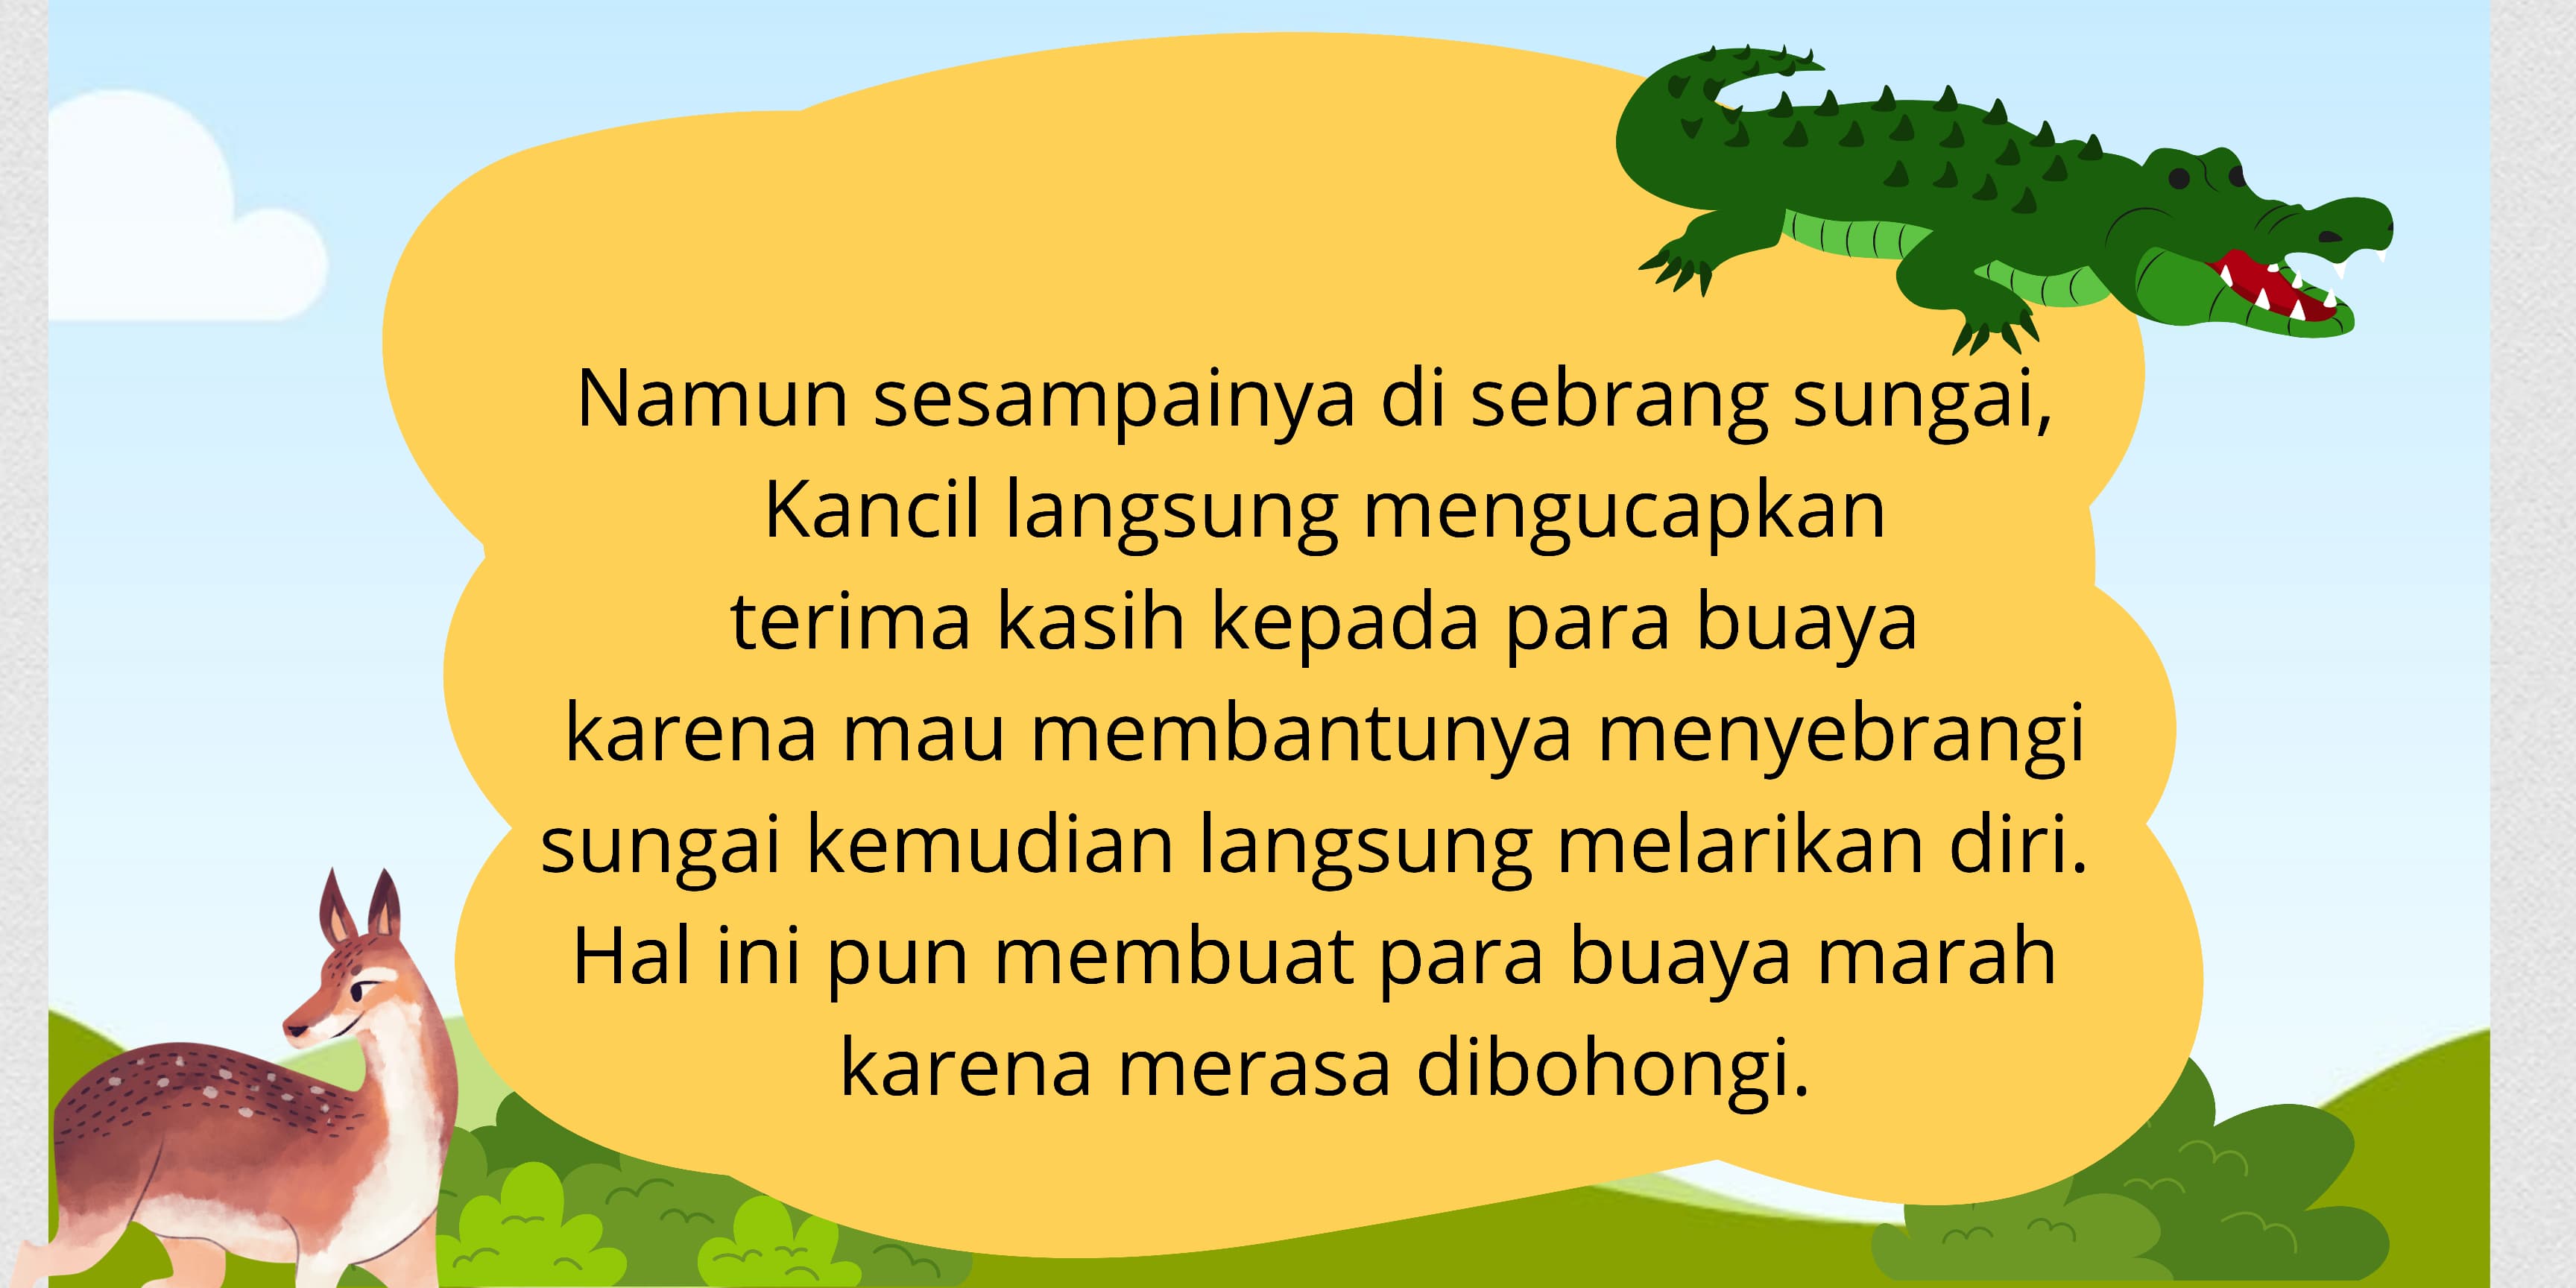 Namun sesampainya di sebrang sungai,
Kancil langsung mengucapkan
terima kasih kepada para buaya
karena mau membantunya menyebrangi
sungai kemudian langsung melarikan diri.
Hal ini pun membuat para buaya marah
karena merasa dibohongi.